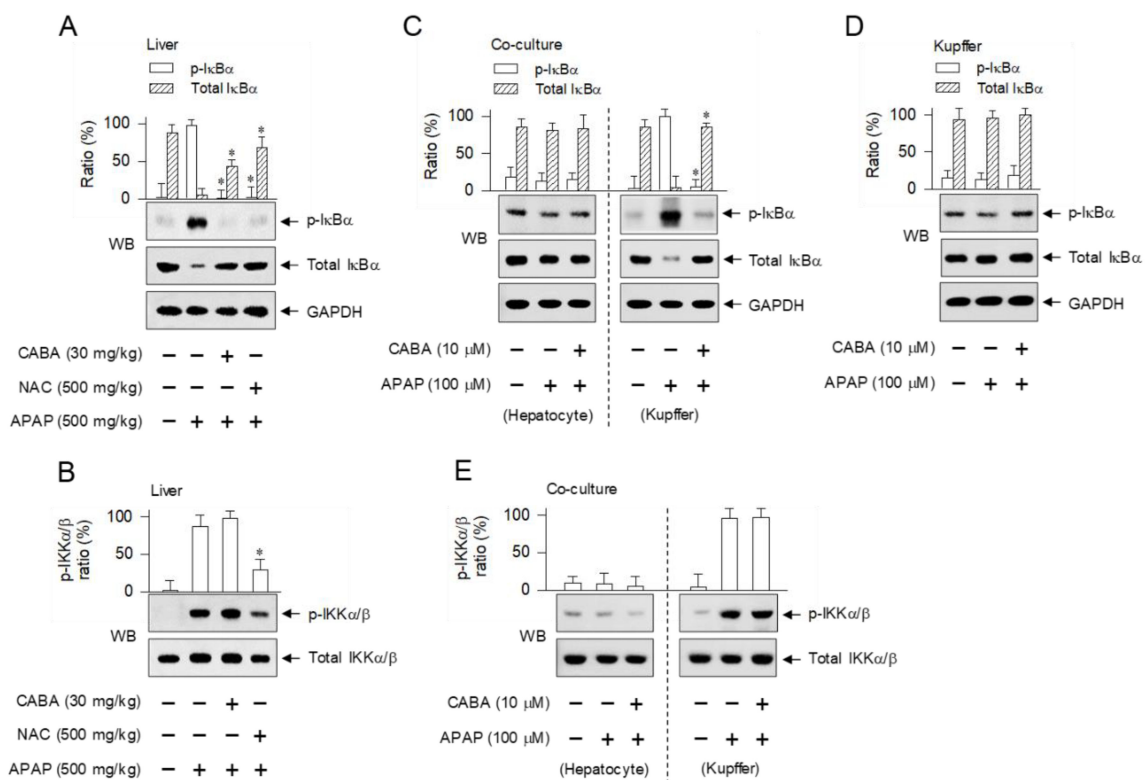 A
Liver
p-IκBα
Total IκBα
Ratio (%)
100
50
0
* * * *
WB
p-IκBα
Total IκBα
GAPDH
CABA (30 mg/kg) − − + −
NAC (500 mg/kg) − − − +
APAP (500 mg/kg) − + + +
C
Co-culture
p-IκBα
Total IκBα
Ratio (%)
100
50
0
* *
WB
p-IκBα
Total IκBα
GAPDH
CABA (10 μM) − − + − − +
APAP (100 μM) − + + − + +
(Hepatocyte) (Kupffer)
D
Kupffer
p-IκBα
Total IκBα
Ratio (%)
100
50
0
WB
p-IκBα
Total IκBα
GAPDH
CABA (10 μM) − − +
APAP (100 μM) − + +
B
Liver
p-IKKα/β
ratio (%)
100
50
0
*
WB
p-IKKα/β
Total IKKα/β
CABA (30 mg/kg) − − + −
NAC (500 mg/kg) − − − +
APAP (500 mg/kg) − + + +
E
Co-culture
p-IKKα/β
ratio (%)
100
50
0
WB
p-IKKα/β
Total IKKα/β
CABA (10 μM) − − + − − +
APAP (100 μM) − + + − + +
(Hepatocyte) (Kupffer)